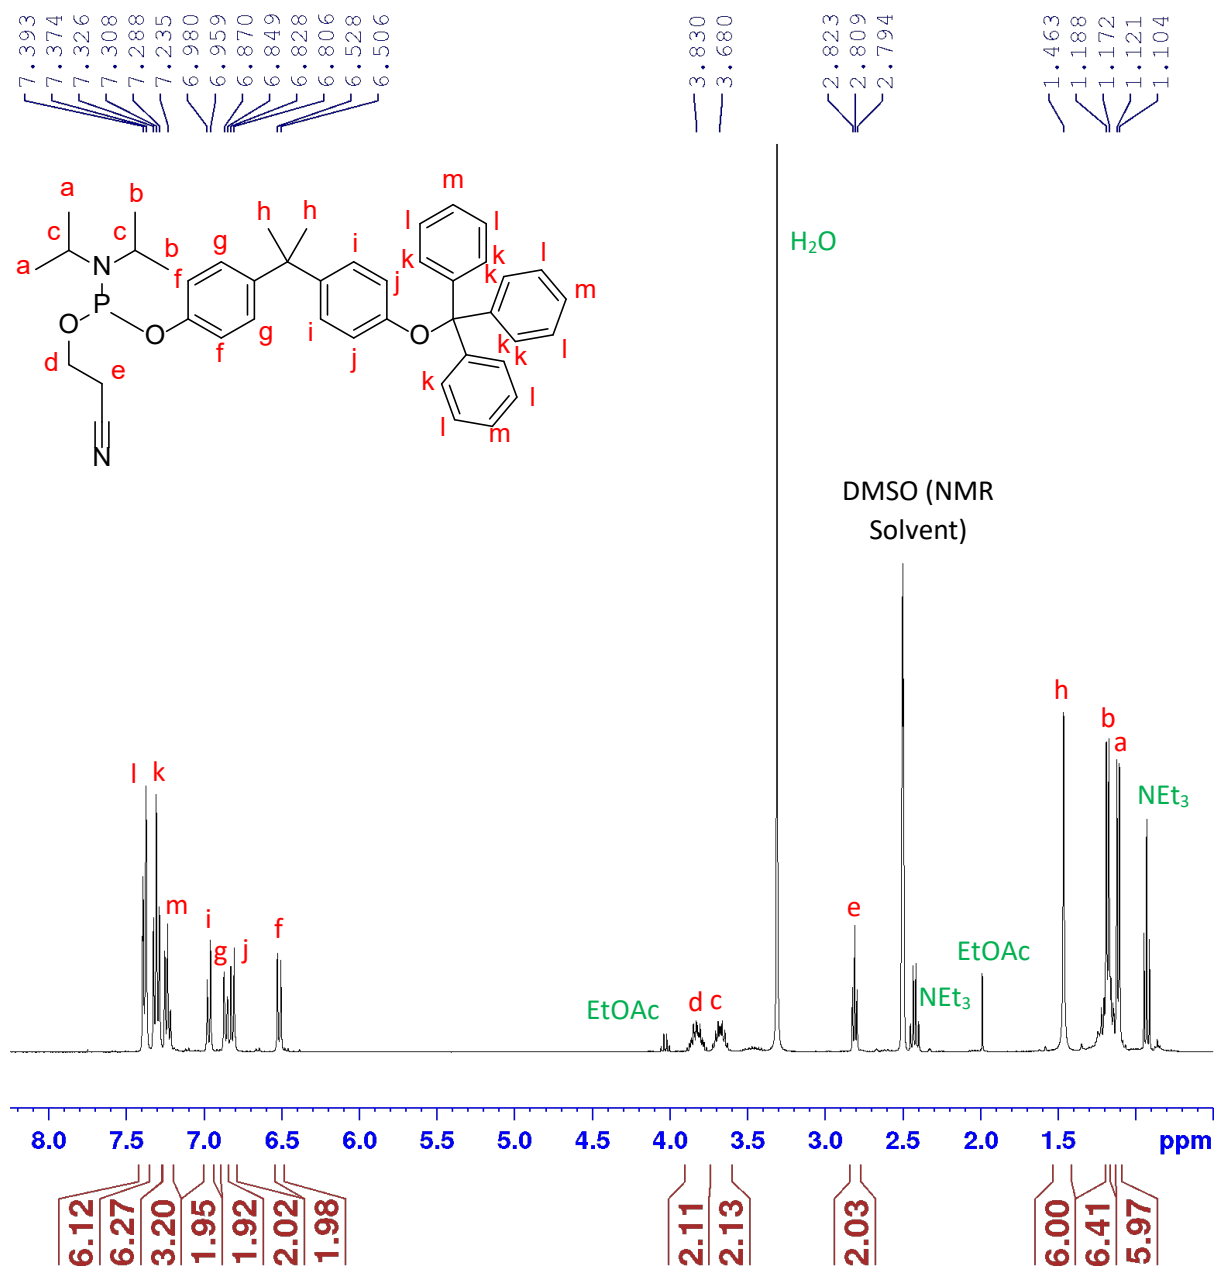 7.393
7.374
7.326
7.308
7.288
7.235
6.980
6.959
6.870
6.849
6.828
6.806
6.528
6.506
3.830
3.680
2.823
2.809
2.794
1.463
1.188
1.172
1.121
1.104
a
b
m
c
c
h
h
l
l
a
N
b
g
i
k
k
l
f
j
k
m
P
O
O
g
i
O
k
l
d
e
f
j
k
k
l
l
m
N
H2O
DMSO (NMR
Solvent)
h
b
a
l
k
NEt3
m
e
i
f
g
j
EtOAc
EtOAc
d
c
NEt3
8.0 7.5 7.0 6.5 6.0 5.5 5.0 4.5 4.0 3.5 3.0 2.5 2.0 1.5 ppm
6.12
6.27
3.20
1.95
1.92
2.02
1.98
2.11
2.13
2.03
6.00
6.41
5.97